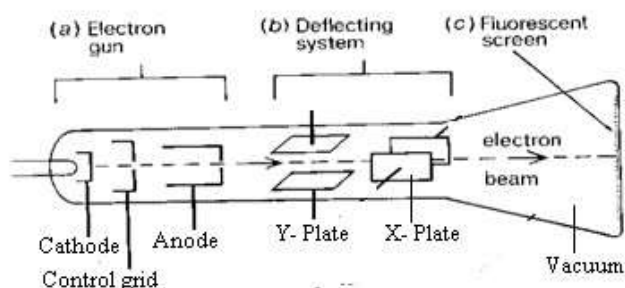 (a) Electron
gun
(b) Deflecting
system
(c) Fluorescent
screen
electron
beam
Cathode
Control grid
Anode
Y- Plate
X- Plate
Vacuum